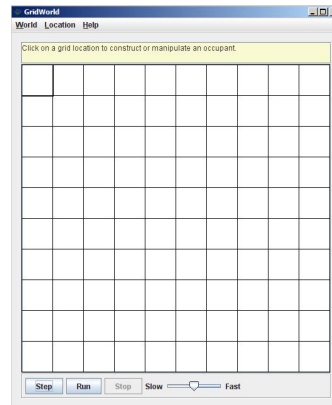 GridWorld
World Location Help
Click on a grid location to construct or manipulate an occupant.
Step Run Stop Slow Fast